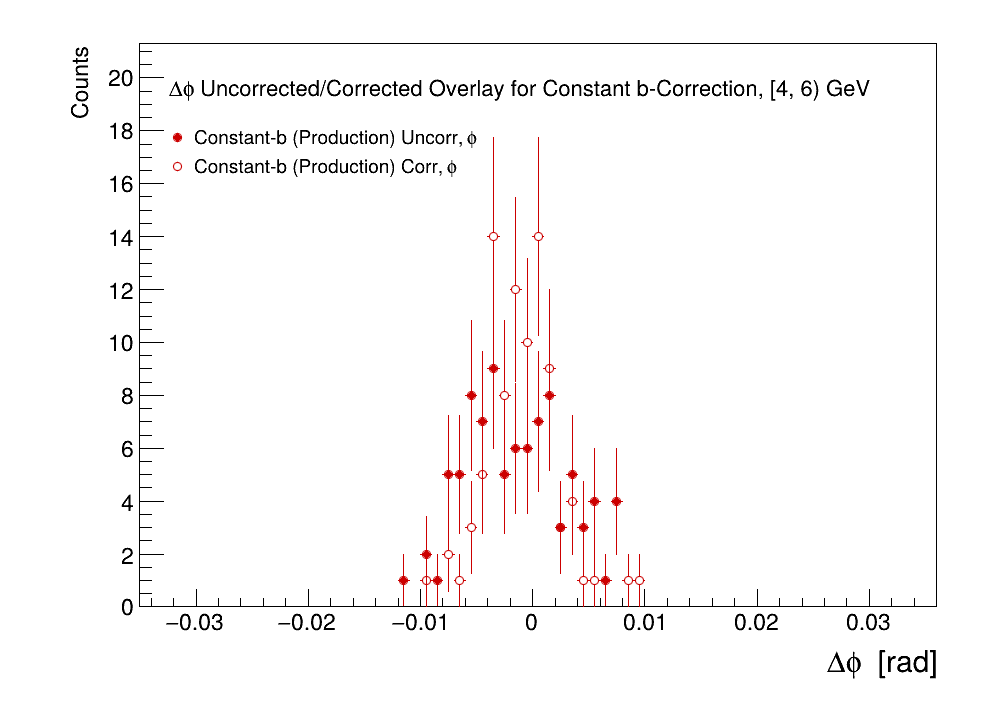 Counts
Δϕ Uncorrected/Corrected Overlay for Constant b-Correction, [4, 6) GeV
Constant-b (Production) Uncorr, ϕ
Constant-b (Production) Corr, ϕ
20
18
16
14
12
10
8
6
4
2
0
−0.03 −0.02 −0.01 0 0.01 0.02 0.03
Δϕ [rad]